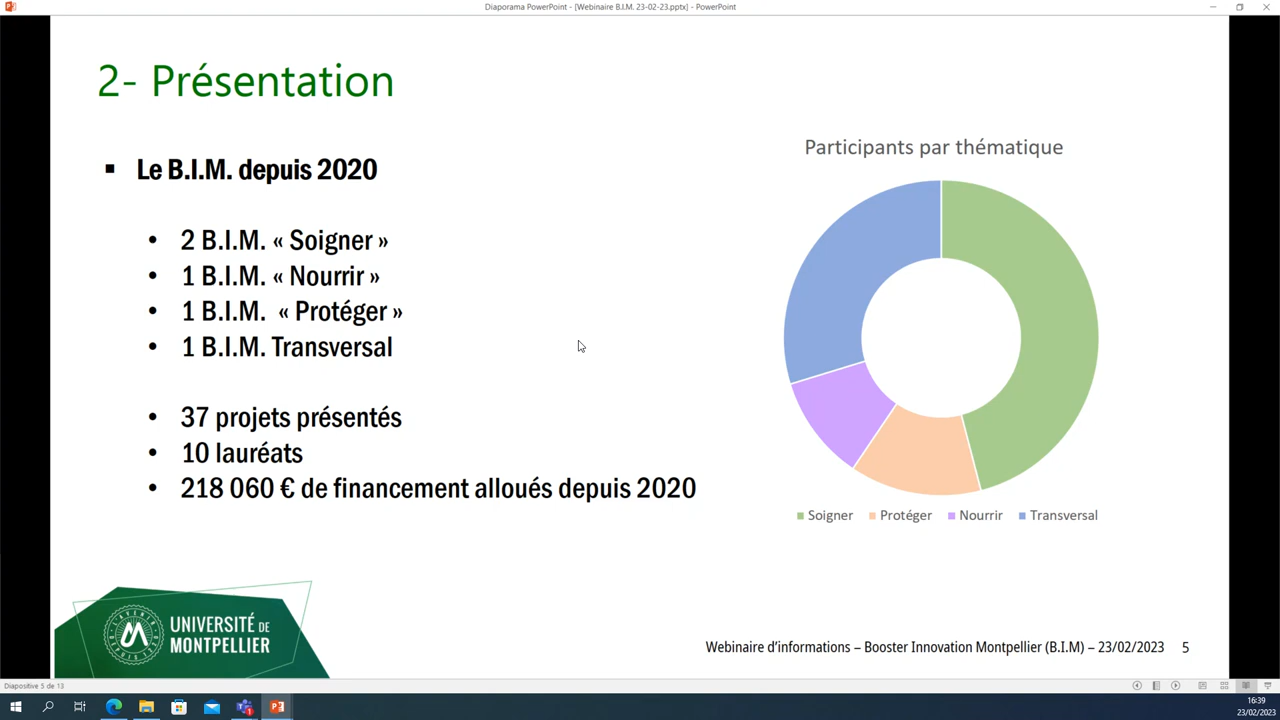 Diaporama PowerPoint - [Webinaire B.I.M. 23-02-23.pptx] - PowerPoint
2- Présentation
▪ Le B.I.M. depuis 2020
• 2 B.I.M. « Soigner »
• 1 B.I.M. « Nourrir »
• 1 B.I.M.  « Protéger »
• 1 B.I.M. Transversal
• 37 projets présentés
• 10 lauréats
• 218 060 € de financement alloués depuis 2020
Participants par thématique
Soigner Protéger Nourrir Transversal
UNIVERSITÉ DE
MONTPELLIER
Webinaire d'informations – Booster Innovation Montpellier (B.I.M) – 23/02/2023 5
Diapositive 5 de 13
16:39
23/02/2023